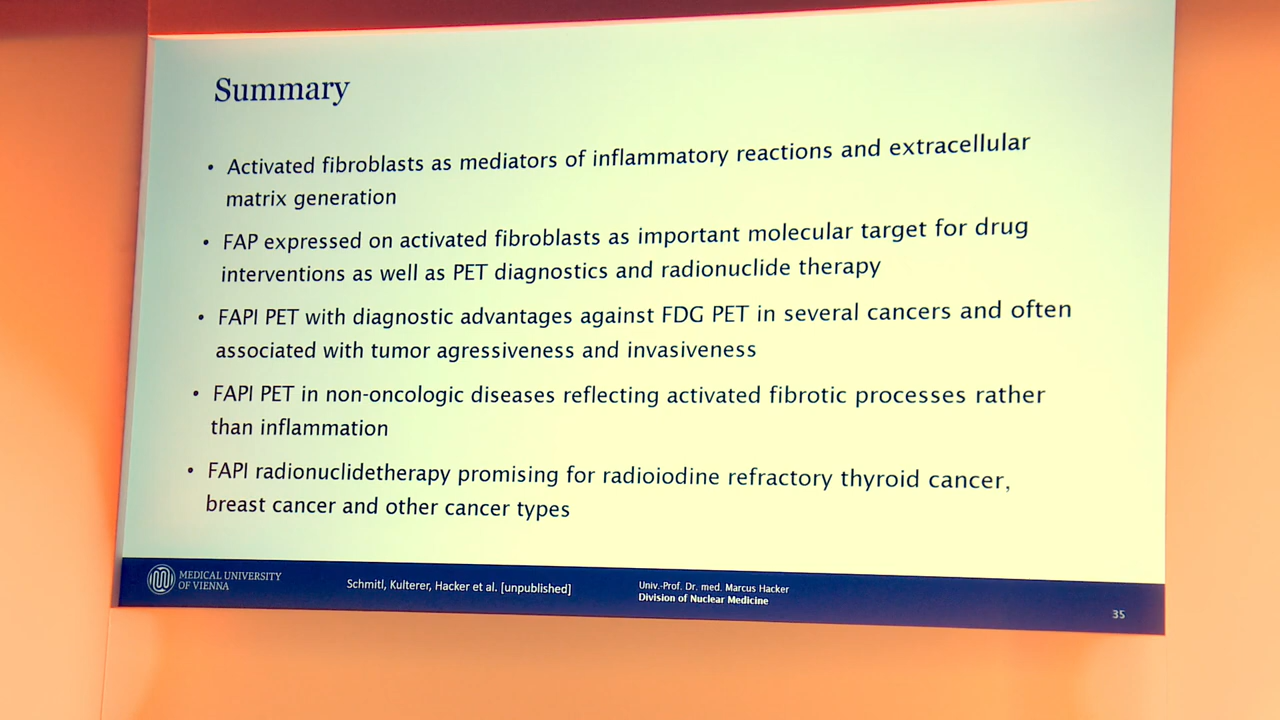 Summary
• Activated fibroblasts as mediators of inflammatory reactions and extracellular
matrix generation
• FAP expressed on activated fibroblasts as important molecular target for drug
interventions as well as PET diagnostics and radionuclide therapy
• FAPI PET with diagnostic advantages against FDG PET in several cancers and often
associated with tumor agressiveness and invasiveness
• FAPI PET in non-oncologic diseases reflecting activated fibrotic processes rather
than inflammation
• FAPI radionuclidetherapy promising for radioiodine refractory thyroid cancer,
breast cancer and other cancer types
MEDICAL UNIVERSITY
OF VIENNA
Schmitl, Kulterer, Hacker et al. [unpublished]
Univ.-Prof. Dr. med. Marcus Hacker
Division of Nuclear Medicine
35